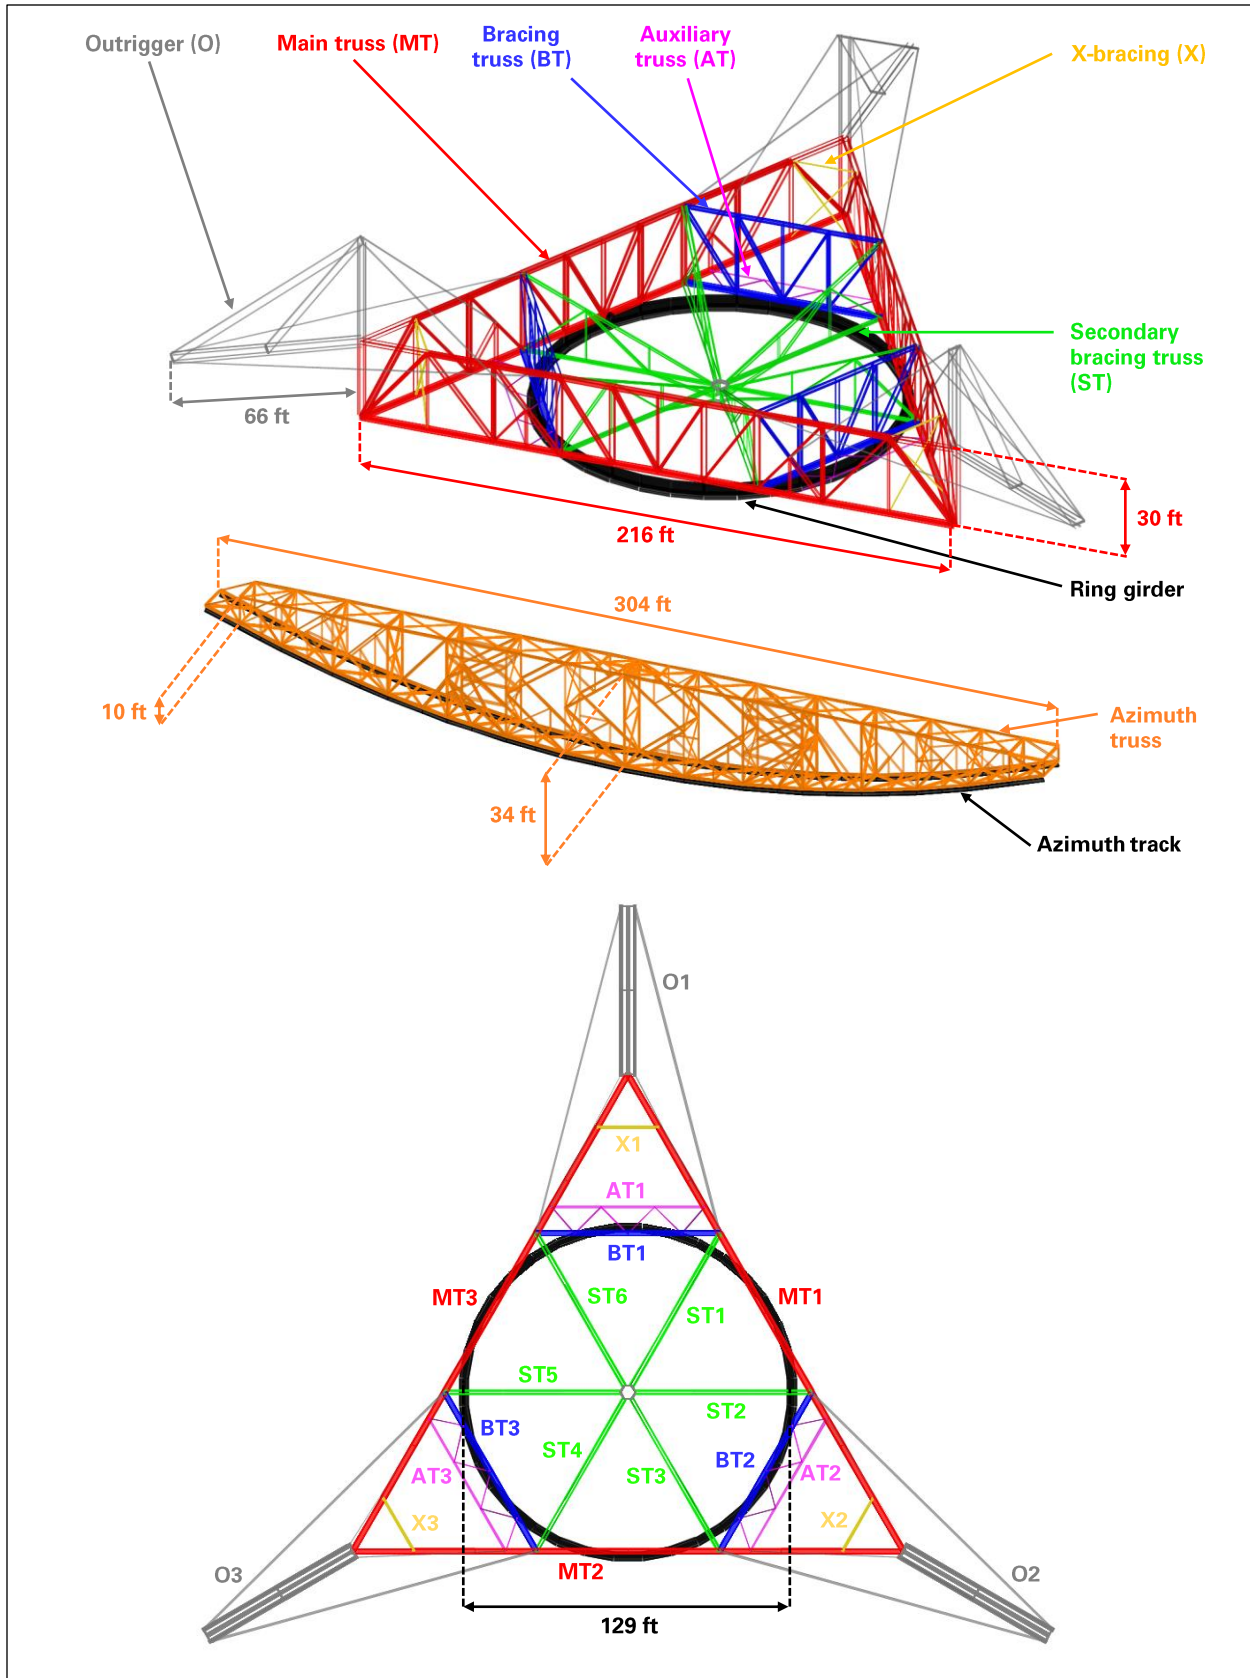 Outrigger (O)
Main truss (MT)
Bracing
truss (BT)
Auxiliary
truss (AT)
X-bracing (X)
Secondary
bracing truss
(ST)
66 ft
216 ft
30 ft
Ring girder
304 ft
10 ft
Azimuth
truss
34 ft
Azimuth track
O1
X1
AT1
BT1
MT3
MT1
ST6
ST1
ST5
ST2
BT3
ST4
ST3
BT2
AT3
AT2
X3
X2
O3
MT2
O2
129 ft